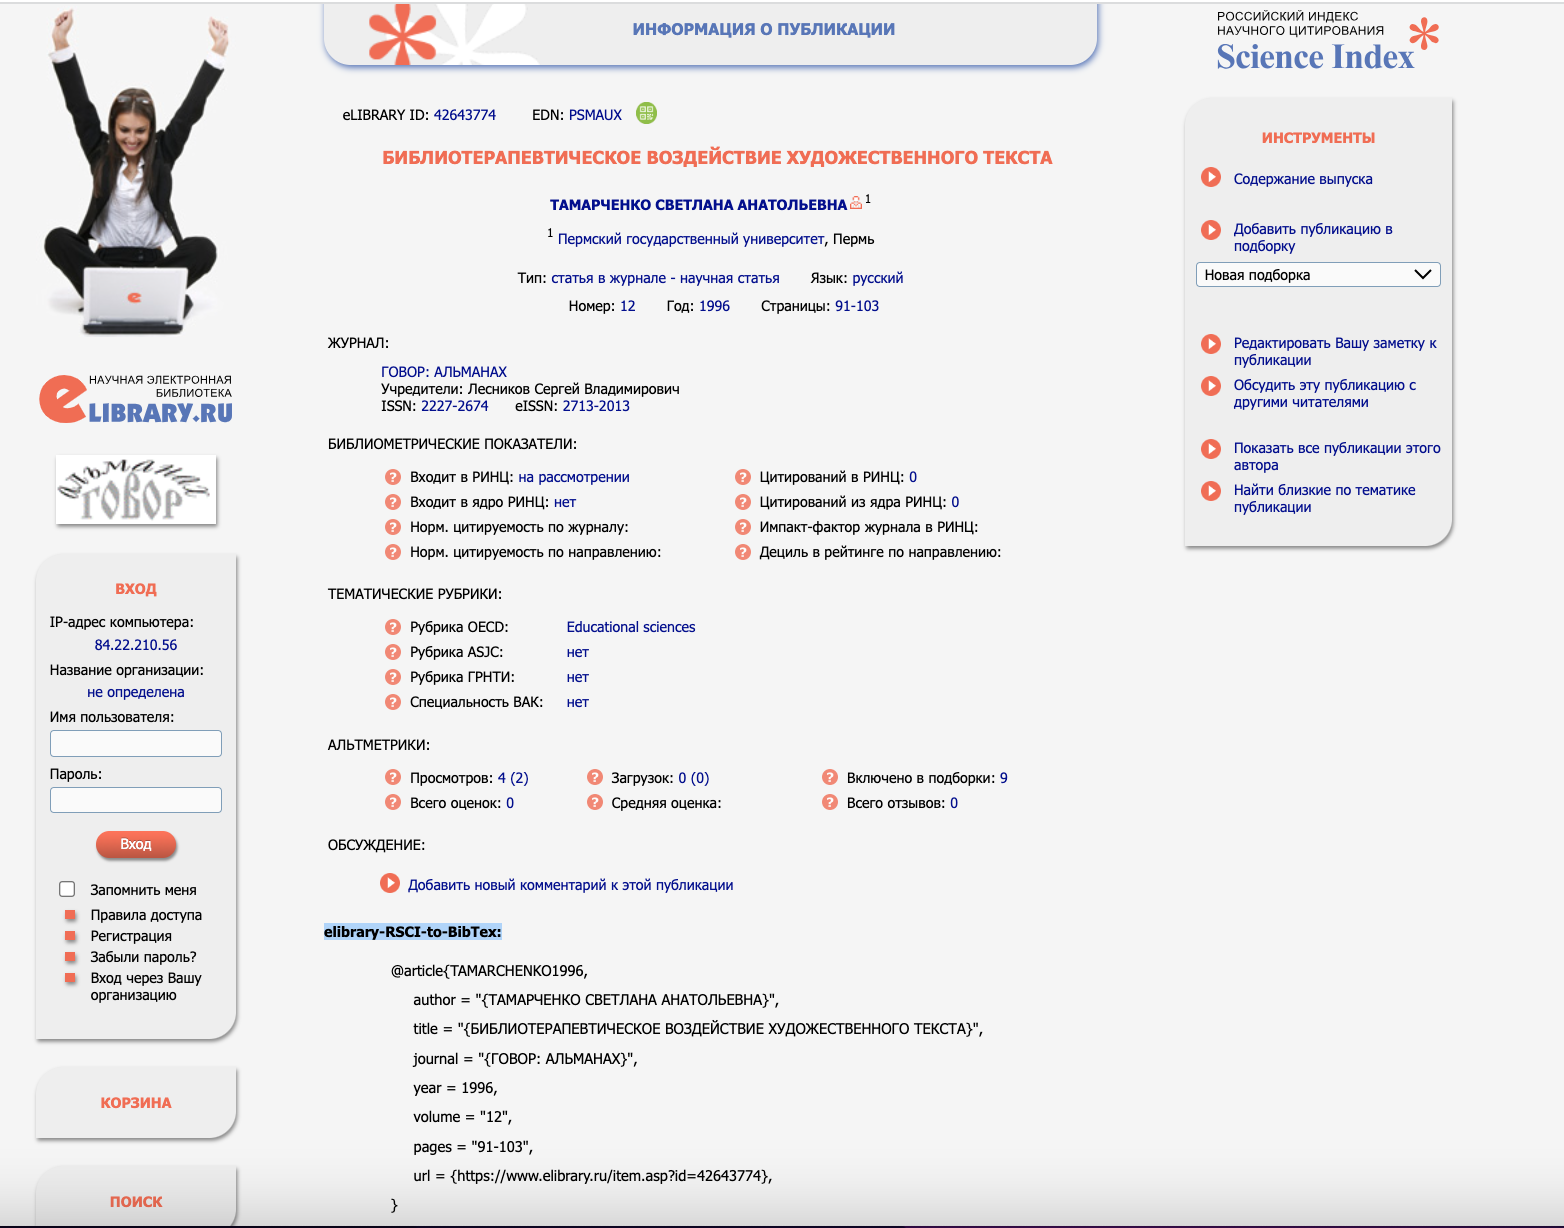 НАУЧНАЯ ЭЛЕКТРОННАЯ
БИБЛИОТЕКА
eLIBRARY.RU
альманах
ГОВОР
ВХОД
IP-адрес компьютера:
84.22.210.56
Название организации:
не определена
Имя пользователя:
Пароль:
Вход
Запомнить меня
Правила доступа
Регистрация
Забыли пароль?
Вход через Вашу
организацию
КОРЗИНА
ПОИСК
ИНФОРМАЦИЯ О ПУБЛИКАЦИИ
eLIBRARY ID: 42643774 EDN: PSMAUX
БИБЛИОТЕРАПЕВТИЧЕСКОЕ ВОЗДЕЙСТВИЕ ХУДОЖЕСТВЕННОГО ТЕКСТА
ТАМАРЧЕНКО СВЕТЛАНА АНАТОЛЬЕВНА 1
1 Пермский государственный университет, Пермь
Тип: статья в журнале - научная статья Язык: русский
Номер: 12 Год: 1996 Страницы: 91-103
ЖУРНАЛ:
ГОВОР: АЛЬМАНАХ
Учредители: Лесников Сергей Владимирович
ISSN: 2227-2674 eISSN: 2713-2013
БИБЛИОМЕТРИЧЕСКИЕ ПОКАЗАТЕЛИ:
Входит в РИНЦ: на рассмотрении Цитирований в РИНЦ: 0
Входит в ядро РИНЦ: нет Цитирований из ядра РИНЦ: 0
Норм. цитируемость по журналу: Импакт-фактор журнала в РИНЦ:
Норм. цитируемость по направлению: Дециль в рейтинге по направлению:
ТЕМАТИЧЕСКИЕ РУБРИКИ:
Рубрика OECD: Educational sciences
Рубрика ASJC: нет
Рубрика ГРНТИ: нет
Специальность ВАК: нет
АЛЬТМЕТРИКИ:
Просмотров: 4 (2) Загрузок: 0 (0) Включено в подборки: 9
Всего оценок: 0 Средняя оценка: Всего отзывов: 0
ОБСУЖДЕНИЕ:
Добавить новый комментарий к этой публикации
elibrary-RSCI-to-BibTex:
@article{TAMARCHENKO1996,
author = "{ТАМАРЧЕНКО СВЕТЛАНА АНАТОЛЬЕВНА}",
title = "{БИБЛИОТЕРАПЕВТИЧЕСКОЕ ВОЗДЕЙСТВИЕ ХУДОЖЕСТВЕННОГО ТЕКСТА}",
journal = "{ГОВОР: АЛЬМАНАХ}",
year = 1996,
volume = "12",
pages = "91-103",
url = {https://www.elibrary.ru/item.asp?id=42643774},
}
РОССИЙСКИЙ ИНДЕКС
НАУЧНОГО ЦИТИРОВАНИЯ
Science Index
ИНСТРУМЕНТЫ
Содержание выпуска
Добавить публикацию в
подборку
Новая подборка
Редактировать Вашу заметку к
публикации
Обсудить эту публикацию с
другими читателями
Показать все публикации этого
автора
Найти близкие по тематике
публикации